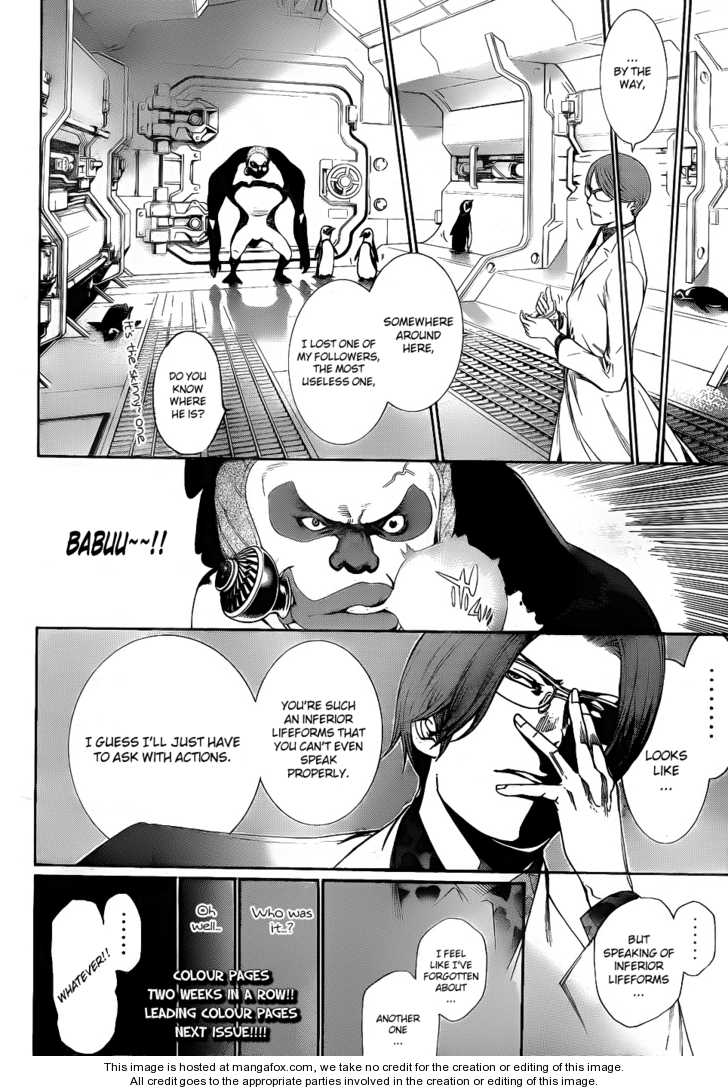 ...
BY THE
WAY,
SOMEWHERE
AROUND
HERE,
I LOST ONE OF
MY FOLLOWERS,
THE MOST
USELESS ONE,
DO YOU
KNOW
WHERE
HE IS?
It's the skinny one
BABUU~~!!
........
LOOKS
LIKE
...
YOU'RE SUCH
AN INFERIOR
LIFEFORMS THAT
YOU CAN'T EVEN
SPEAK
PROPERLY.
I GUESS I'LL JUST HAVE
TO ASK WITH ACTIONS.
......
BUT
SPEAKING OF
INFERIOR
LIFEFORMS
...
I FEEL
LIKE I'VE
FORGOTTEN
ABOUT
...
ANOTHER
ONE
...
Who was
it..?
Oh
well..
......
WHATEVER!!
COLOUR PAGES
TWO WEEKS IN A ROW!!
LEADING COLOUR PAGES
NEXT ISSUE!!!!
This image is hosted at mangafox.com, we take no credit for the creation or editing of this image.
All credit goes to the appropriate parties involved in the creation or editing of this image.